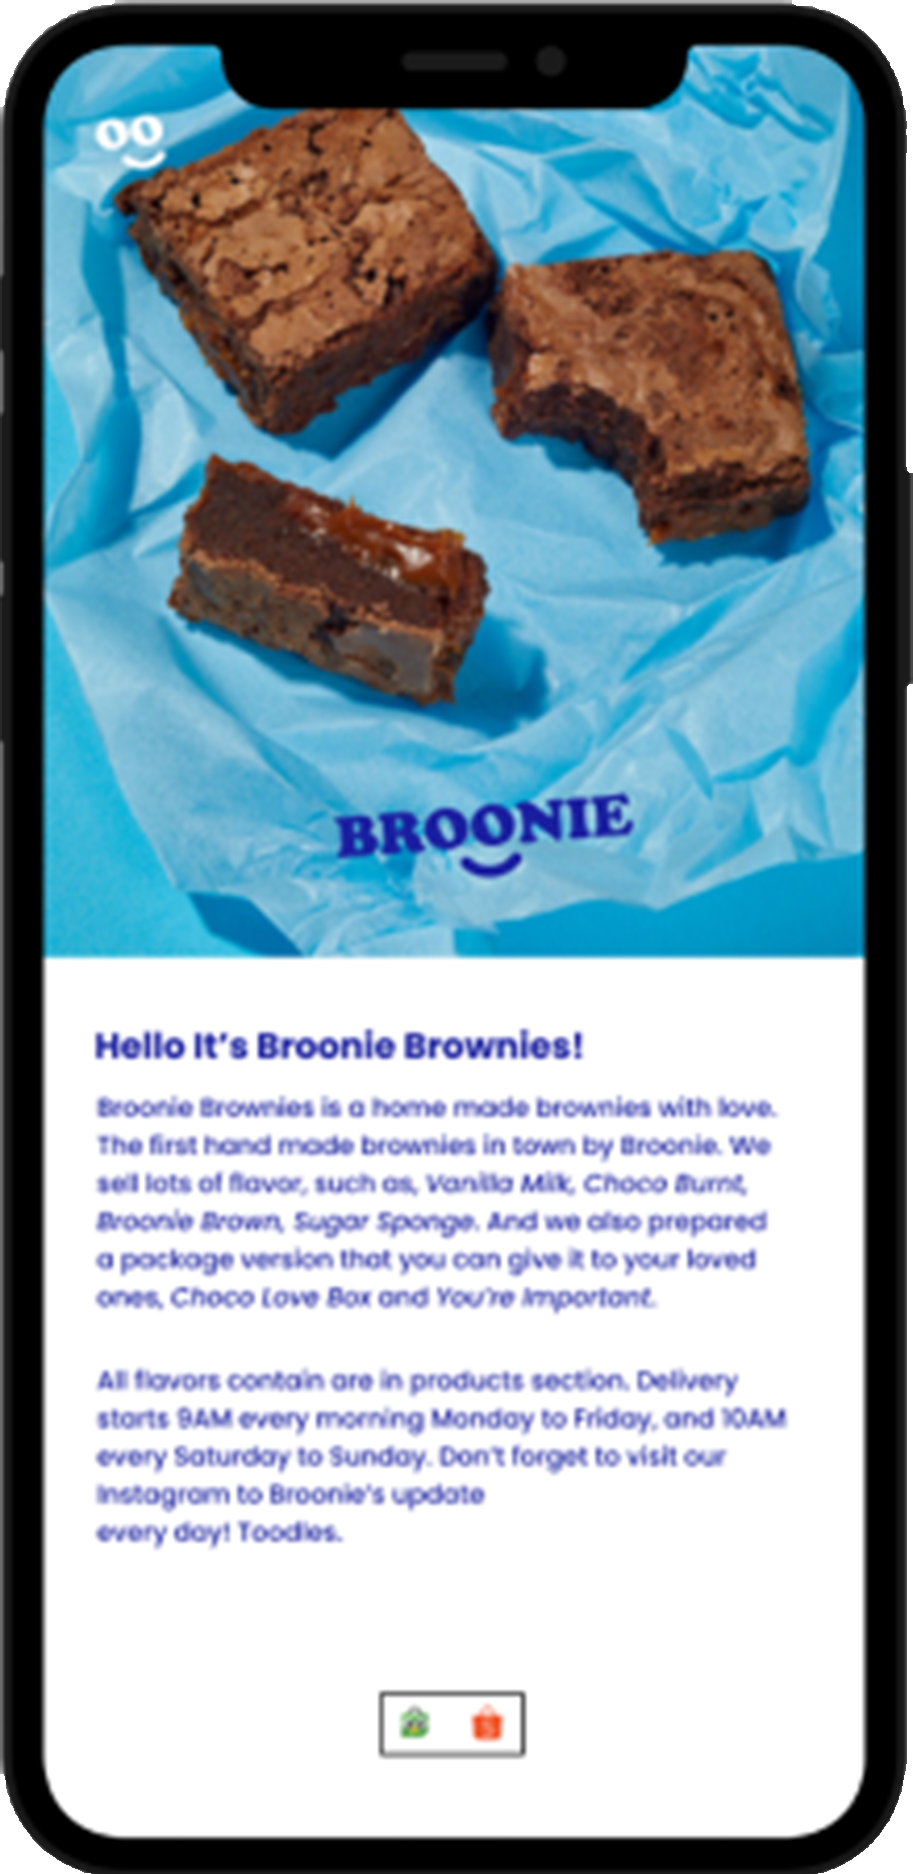 BROONIE
Hello It's Broonie Brownies!
Broonie Brownies is a home made brownies with love.
The first hand made brownies in town by Broonie. We
sell lots of flavor, such as, Vanilla Milk, Choco Burnt,
Broonie Brown, Sugar Sponge. And we also prepared
a package version that you can give it to your loved
ones, Choco Love Box and You're Important.
All flavors contain are in products section. Delivery
starts 9AM every morning Monday to Friday, and 10AM
every Saturday to Sunday. Don't forget to visit our
Instagram to Broonie's update
every day! Toodles.